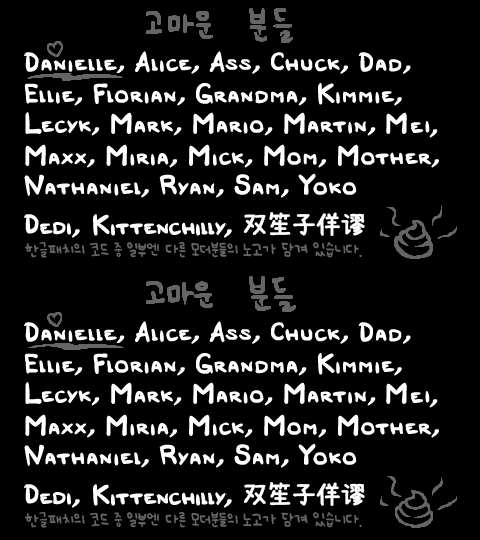 고마운 분들
Danielle, Alice, Ass, Chuck, Dad,
Ellie, Florian, Grandma, Kimmie,
Lecyk, Mark, Mario, Martin, Mei,
Maxx, Miria, Mick, Mom, Mother,
Nathaniel, Ryan, Sam, Yoko
Dedi, Kittenchilly, 双笙子佯谬
한글패치의 코드 중 일부엔 다른 모더분들의 노고가 담겨 있습니다.
고마운 분들
Danielle, Alice, Ass, Chuck, Dad,
Ellie, Florian, Grandma, Kimmie,
Lecyk, Mark, Mario, Martin, Mei,
Maxx, Miria, Mick, Mom, Mother,
Nathaniel, Ryan, Sam, Yoko
Dedi, Kittenchilly, 双笙子佯谬
한글패치의 코드 중 일부엔 다른 모더분들의 노고가 담겨 있습니다.